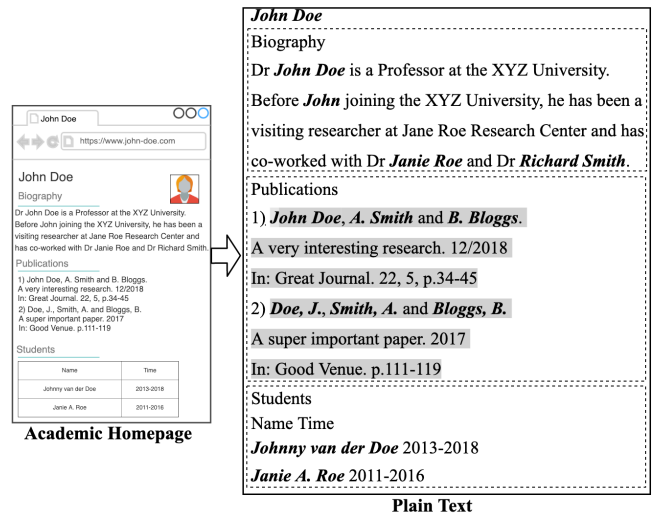 John Doe
https://www.john-doe.com
John Doe
Biography
Dr John Doe is a Professor at the XYZ University.
Before John joining the XYZ University, he has been a
visiting researcher at Jane Roe Research Center and
has co-worked with Dr Janie Roe and Dr Richard Smith.
Publications
1) John Doe, A. Smith and B. Bloggs.
A very interesting research. 12/2018
In: Great Journal. 22, 5, p.34-45
2) Doe, J., Smith, A. and Bloggs, B.
A super important paper. 2017
In: Good Venue. p.111-119
Students
Name Time
Johnny van der Doe 2013-2018
Janie A. Roe 2011-2016
Academic Homepage
John Doe
Biography
Dr John Doe is a Professor at the XYZ University.
Before John joining the XYZ University, he has been a
visiting researcher at Jane Roe Research Center and has
co-worked with Dr Janie Roe and Dr Richard Smith.
Publications
1) John Doe, A. Smith and B. Bloggs.
A very interesting research. 12/2018
In: Great Journal. 22, 5, p.34-45
2) Doe, J., Smith, A. and Bloggs, B.
A super important paper. 2017
In: Good Venue. p.111-119
Students
Name Time
Johnny van der Doe 2013-2018
Janie A. Roe 2011-2016
Plain Text